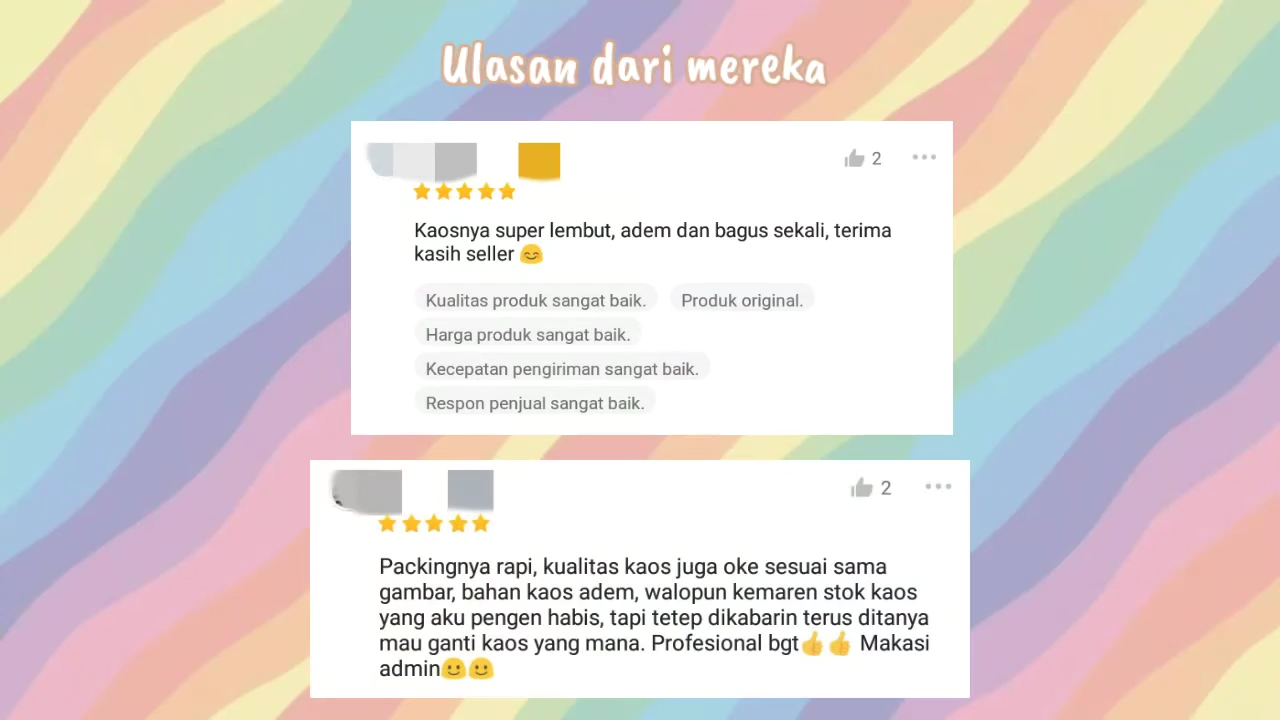 Ulasan dari mereka
2
Kaosnya super lembut, adem dan bagus sekali, terima
kasih seller 😊
Kualitas produk sangat baik. Produk original.
Harga produk sangat baik.
Kecepatan pengiriman sangat baik.
Respon penjual sangat baik.
2
Packingnya rapi, kualitas kaos juga oke sesuai sama
gambar, bahan kaos adem, walopun kemaren stok kaos
yang aku pengen habis, tapi tetep dikabarin terus ditanya
mau ganti kaos yang mana. Profesional bgt👍👍 Makasi
admin🙂🙂